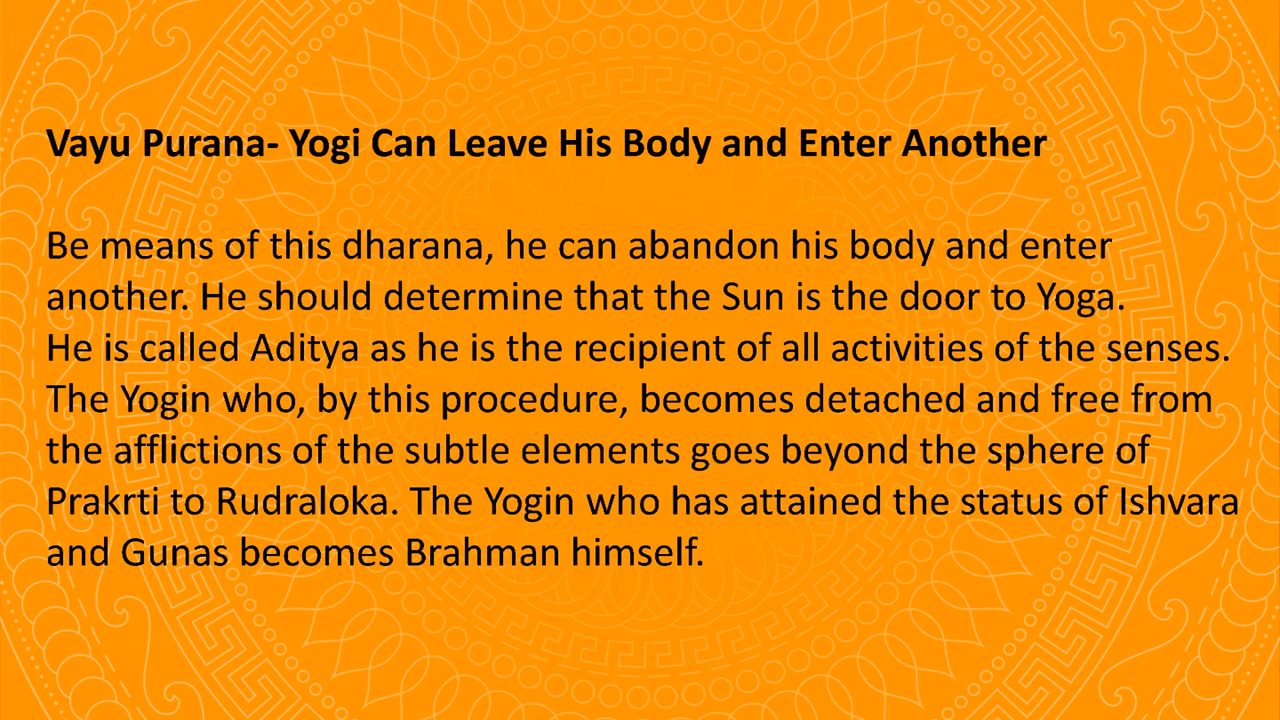 Vayu Purana- Yogi Can Leave His Body and Enter Another
Be means of this dharana, he can abandon his body and enter
another. He should determine that the Sun is the door to Yoga.
He is called Aditya as he is the recipient of all activities of the senses.
The Yogin who, by this procedure, becomes detached and free from
the afflictions of the subtle elements goes beyond the sphere of
Prakrti to Rudraloka. The Yogin who has attained the status of Ishvara
and Gunas becomes Brahman himself.